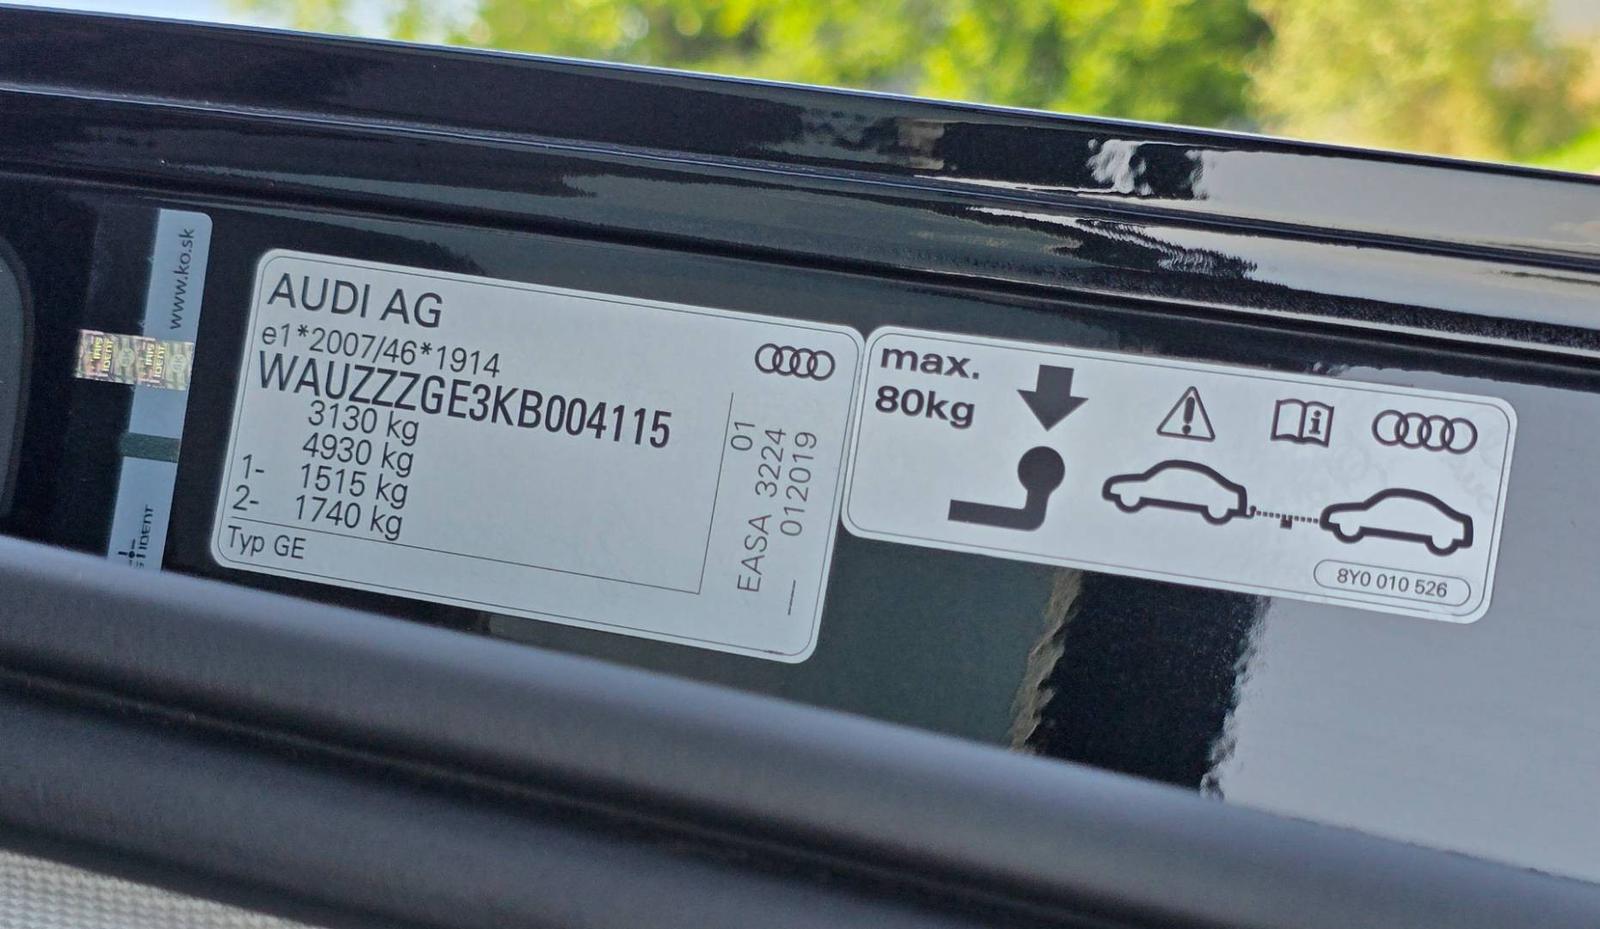 www.ko.sk
IDENT
AUDI AG
e1*2007/46*1914
WAUZZZGE3KB004115
3130 kg
4930 kg
1- 1515 kg
2- 1740 kg
Typ GE
01
EASA 3224
012019
max.
80kg
8Y0 010 526